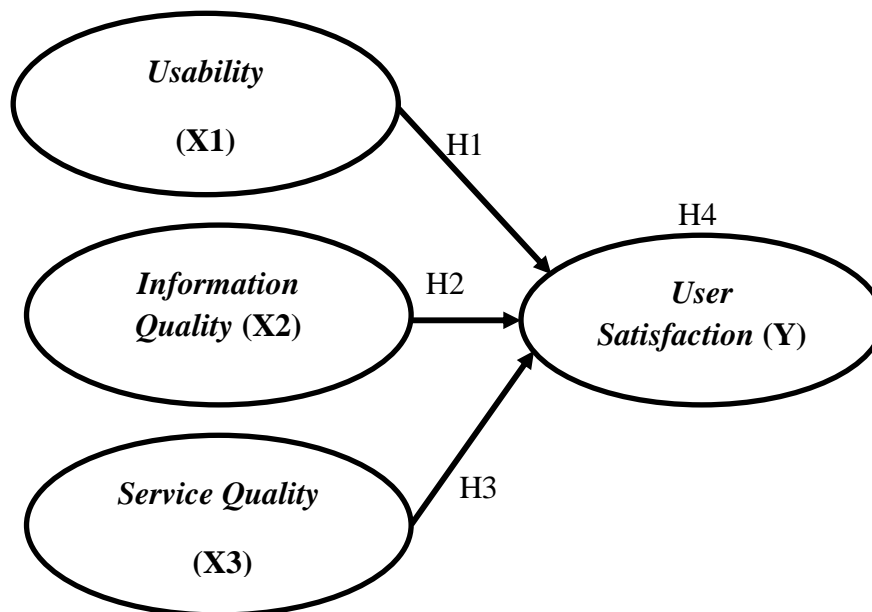 Usability
(X1)
H1
Information
Quality (X2)
H2
Service Quality
(X3)
H3
H4
User
Satisfaction (Y)